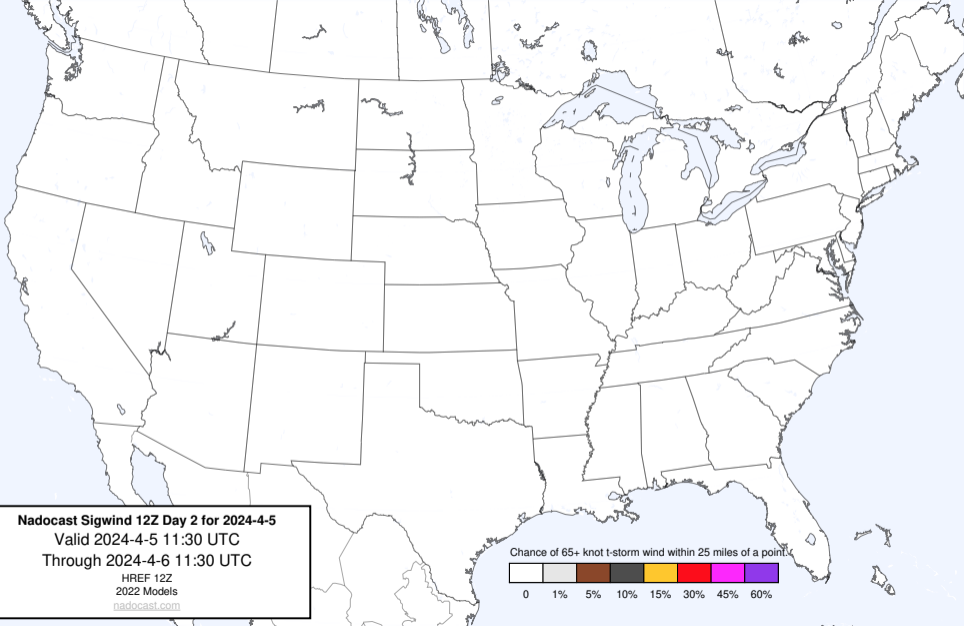 Nadocast Sigwind 12Z Day 2 for 2024-4-5
Valid 2024-4-5 11:30 UTC
Through 2024-4-6 11:30 UTC
HREF 12Z
2022 Models
nadocast.com
Chance of 65+ knot t-storm wind within 25 miles of a point.
0 1% 5% 10% 15% 30% 45% 60%